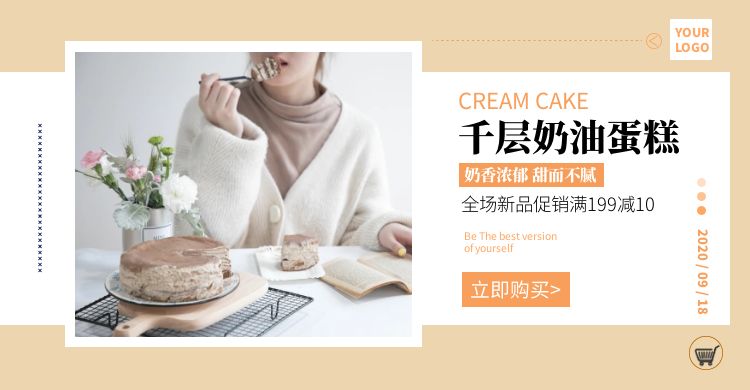 YOUR
LOGO
CREAM CAKE
千层奶油蛋糕
奶香浓郁 甜而不腻
全场新品促销满199减10
Be The best version
of yourself
立即购买>
2020 / 09 / 18